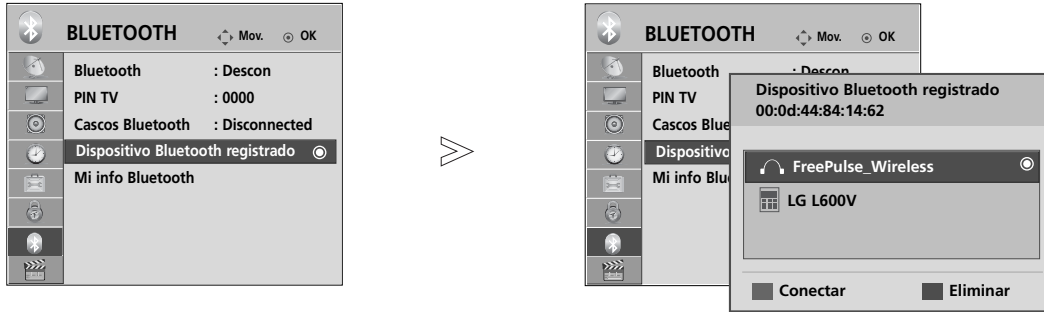 BLUETOOTH Mov. OK
Bluetooth : Descon
PIN TV : 0000
Cascos Bluetooth : Disconnected
Dispositivo Bluetooth registrado
Mi info Bluetooth
BLUETOOTH Mov. OK
Bluetooth : Descon
PIN TV
Cascos Blue
Dispositivo
Mi info Blu
Dispositivo Bluetooth registrado
00:0d:44:84:14:62
FreePulse_Wireless
LG L600V
Conectar Eliminar